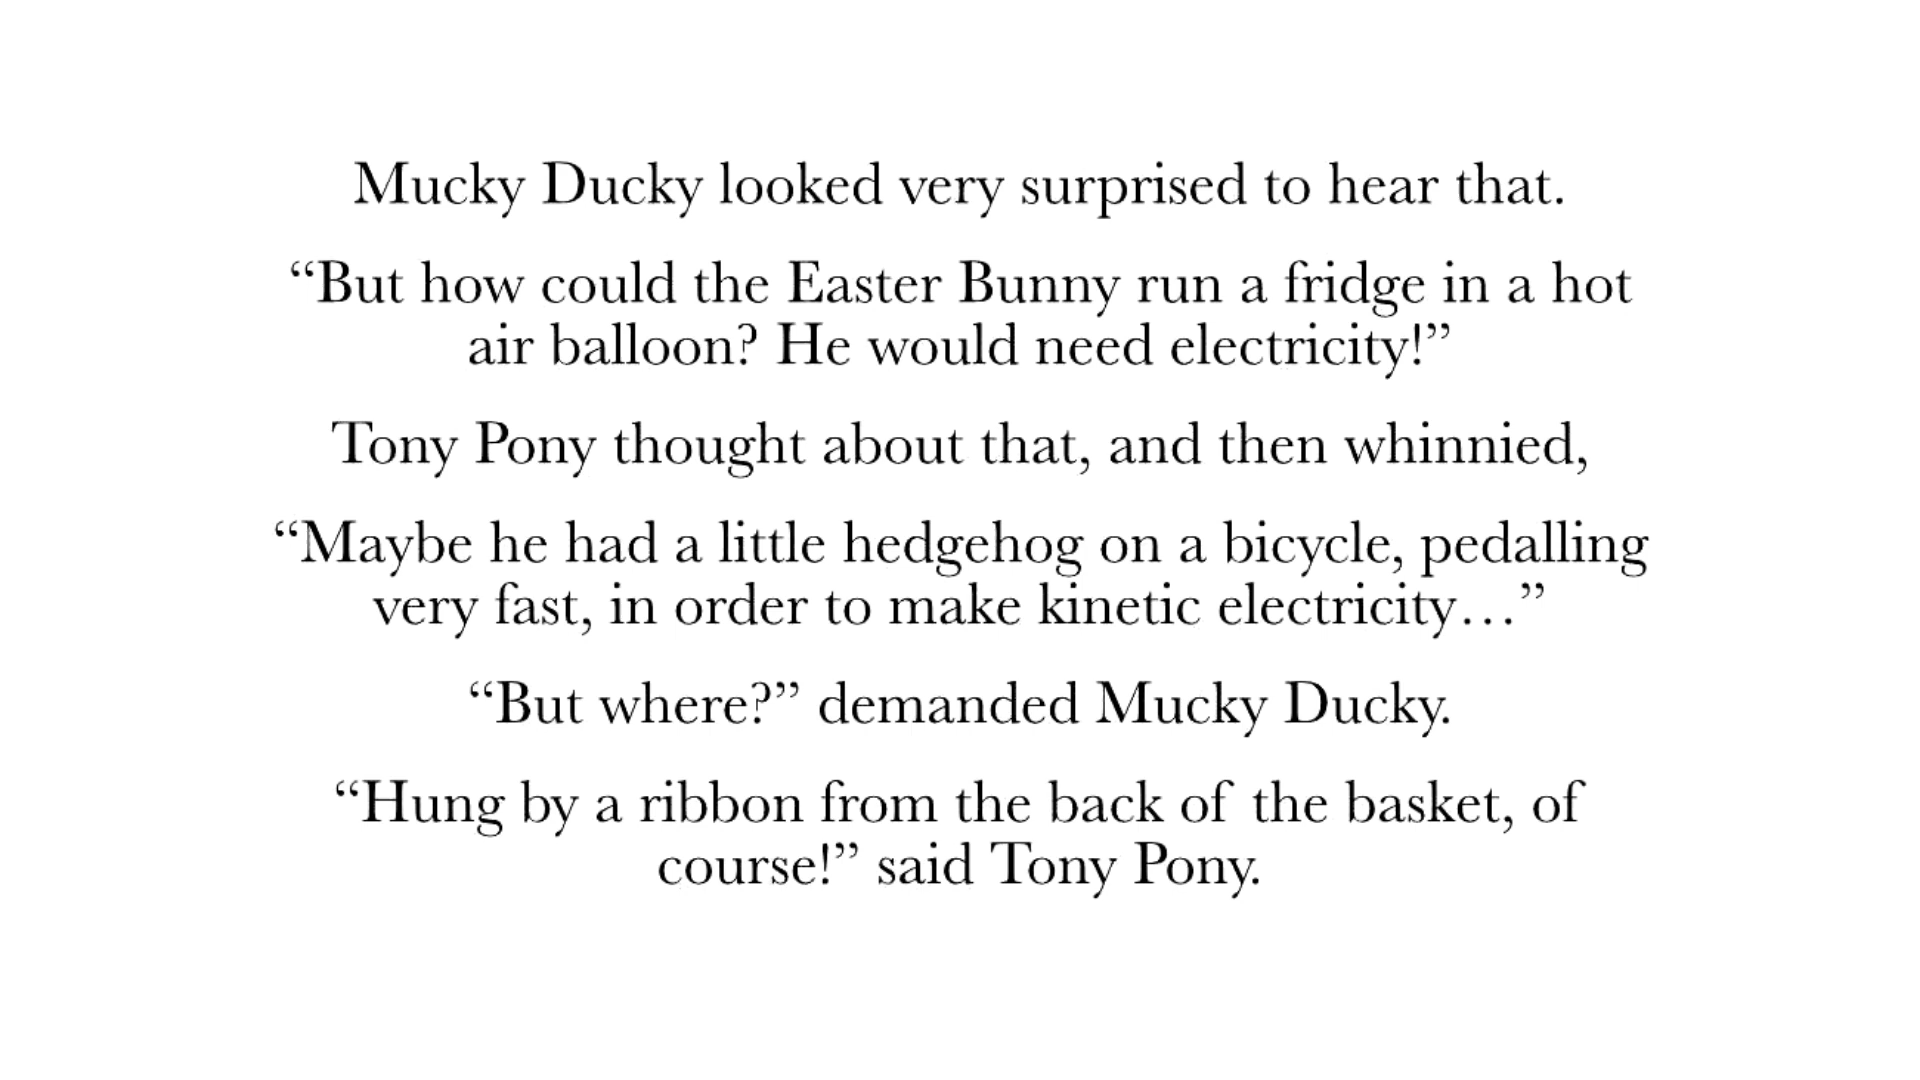 Mucky Ducky looked very surprised to hear that.
“But how could the Easter Bunny run a fridge in a hot
air balloon? He would need electricity!”
Tony Pony thought about that, and then whinnied,
“Maybe he had a little hedgehog on a bicycle, pedalling
very fast, in order to make kinetic electricity…”
“But where?” demanded Mucky Ducky.
“Hung by a ribbon from the back of the basket, of
course!” said Tony Pony.